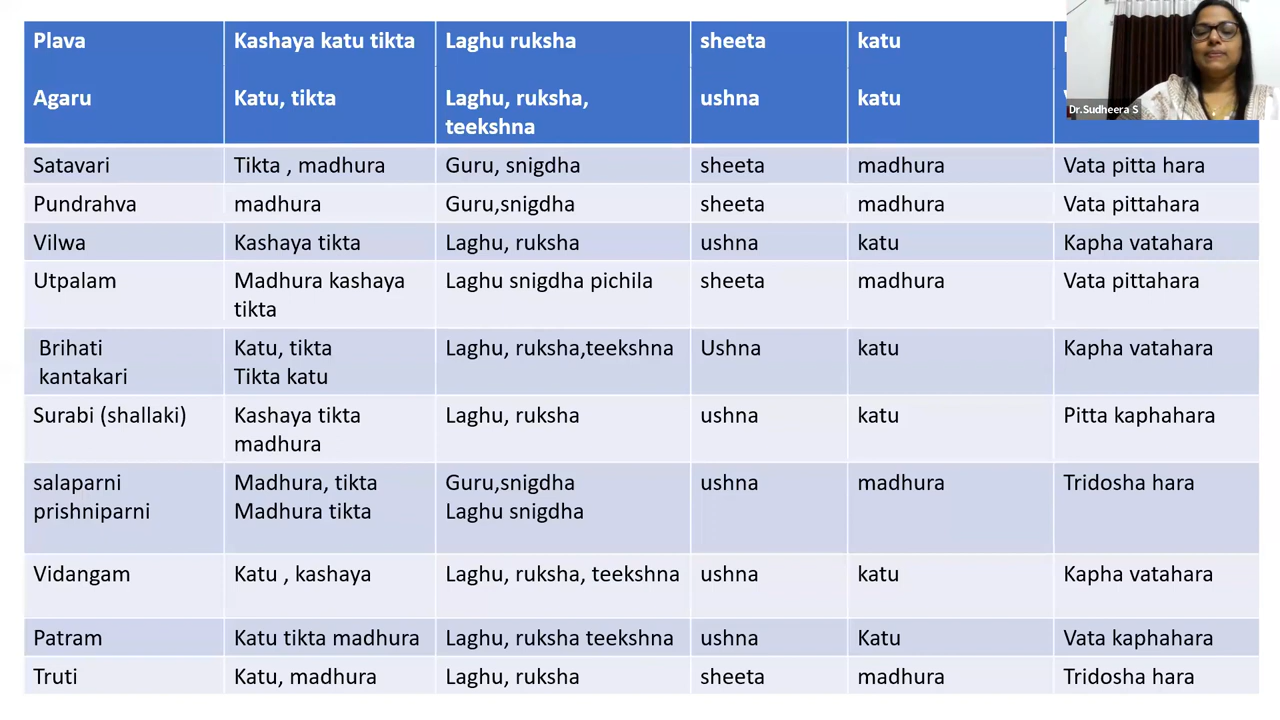 Plava Kashaya katu tikta Laghu ruksha sheeta katu
Agaru Katu, tikta Laghu, ruksha, ushna katu
teekshna
Dr.Sudheera S
Satavari Tikta , madhura Guru, snigdha sheeta madhura Vata pitta hara
Pundrahva madhura Guru,snigdha sheeta madhura Vata pittahara
Vilwa Kashaya tikta Laghu, ruksha ushna katu Kapha vatahara
Utpalam Madhura kashaya Laghu snigdha pichila sheeta madhura Vata pittahara
tikta
Brihati Katu, tikta Laghu, ruksha,teekshna Ushna katu Kapha vatahara
kantakari Tikta katu
Surabi (shallaki) Kashaya tikta Laghu, ruksha ushna katu Pitta kaphahara
madhura
salaparni Madhura, tikta Guru,snigdha ushna madhura Tridosha hara
prishniparni Madhura tikta Laghu snigdha
Vidangam Katu , kashaya Laghu, ruksha, teekshna ushna katu Kapha vatahara
Patram Katu tikta madhura Laghu, ruksha teekshna ushna Katu Vata kaphahara
Truti Katu, madhura Laghu, ruksha sheeta madhura Tridosha hara